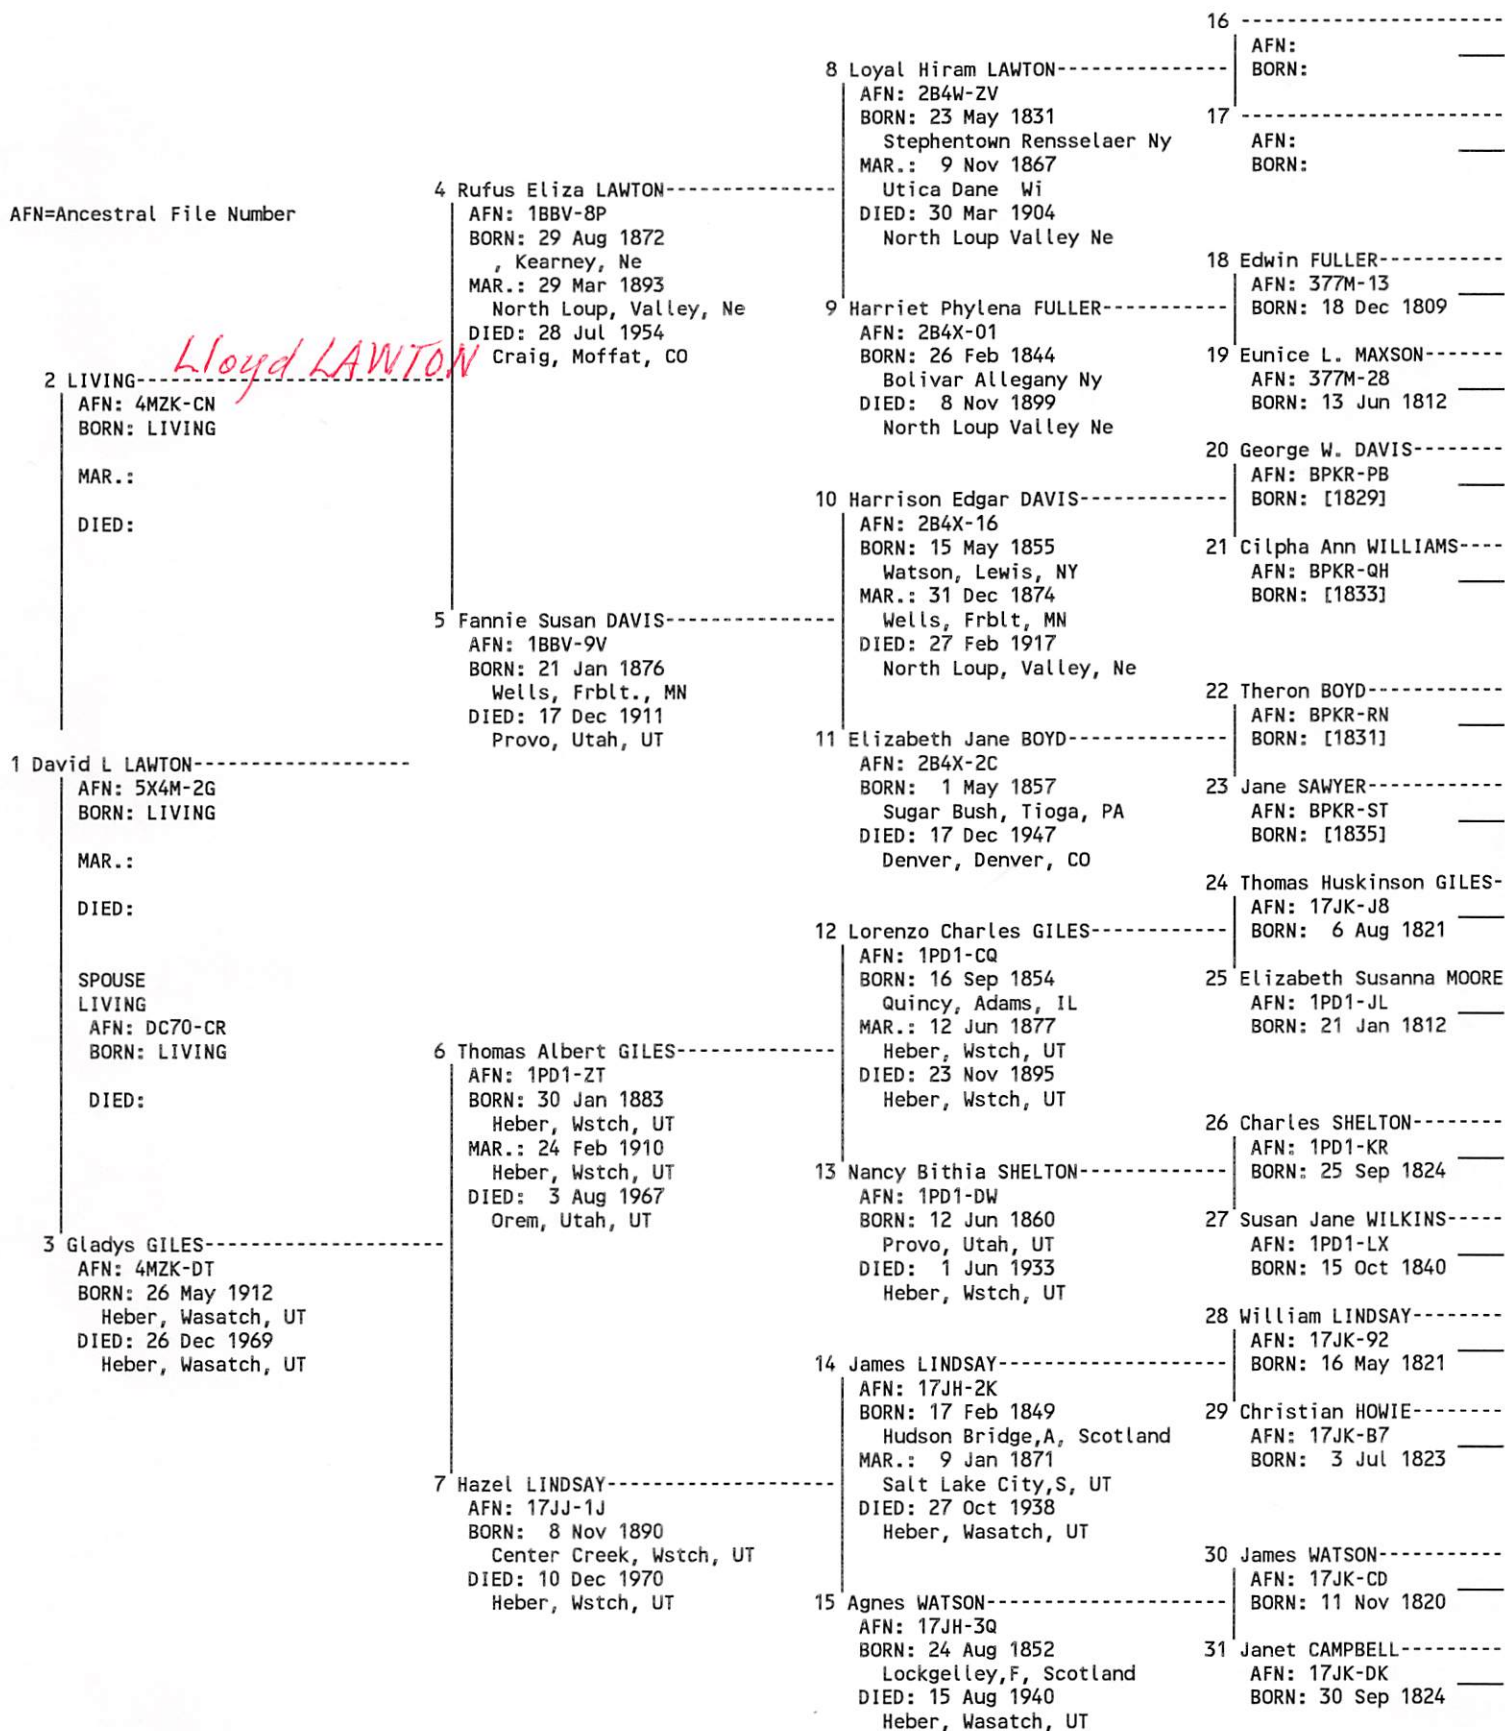 AFN=Ancestral File Number
1 David L LAWTON
AFN: 5X4M-2G
BORN: LIVING
MAR.:
DIED:
SPOUSE
LIVING
AFN: DC70-CR
BORN: LIVING
DIED:
Lloyd LAWTON
2 LIVING
AFN: 4MZK-CN
BORN: LIVING
MAR.:
DIED:
3 Gladys GILES
AFN: 4MZK-DT
BORN: 26 May 1912
Heber, Wasatch, UT
DIED: 26 Dec 1969
Heber, Wasatch, UT
4 Rufus Eliza LAWTON
AFN: 1BBV-8P
BORN: 29 Aug 1872
, Kearney, Ne
MAR.: 29 Mar 1893
North Loup, Valley, Ne
DIED: 28 Jul 1954
Craig, Moffat, CO
5 Fannie Susan DAVIS
AFN: 1BBV-9V
BORN: 21 Jan 1876
Wells, Frblt., MN
DIED: 17 Dec 1911
Provo, Utah, UT
6 Thomas Albert GILES
AFN: 1PD1-ZT
BORN: 30 Jan 1883
Heber, Wstch, UT
MAR.: 24 Feb 1910
Heber, Wstch, UT
DIED: 3 Aug 1967
Orem, Utah, UT
7 Hazel LINDSAY
AFN: 17JJ-1J
BORN: 8 Nov 1890
Center Creek, Wstch, UT
DIED: 10 Dec 1970
Heber, Wstch, UT
8 Loyal Hiram LAWTON
AFN: 2B4W-ZV
BORN: 23 May 1831
Stephentown Rensselaer Ny
MAR.: 9 Nov 1867
Utica Dane Wi
DIED: 30 Mar 1904
North Loup Valley Ne
9 Harriet Phylena FULLER
AFN: 2B4X-01
BORN: 26 Feb 1844
Bolivar Allegany Ny
DIED: 8 Nov 1899
North Loup Valley Ne
10 Harrison Edgar DAVIS
AFN: 2B4X-16
BORN: 15 May 1855
Watson, Lewis, NY
MAR.: 31 Dec 1874
Wells, Frblt, MN
DIED: 27 Feb 1917
North Loup, Valley, Ne
11 Elizabeth Jane BOYD
AFN: 2B4X-2C
BORN: 1 May 1857
Sugar Bush, Tioga, PA
DIED: 17 Dec 1947
Denver, Denver, CO
12 Lorenzo Charles GILES
AFN: 1PD1-CQ
BORN: 16 Sep 1854
Quincy, Adams, IL
MAR.: 12 Jun 1877
Heber, Wstch, UT
DIED: 23 Nov 1895
Heber, Wstch, UT
13 Nancy Bithia SHELTON
AFN: 1PD1-DW
BORN: 12 Jun 1860
Provo, Utah, UT
DIED: 1 Jun 1933
Heber, Wstch, UT
14 James LINDSAY
AFN: 17JH-2K
BORN: 17 Feb 1849
Hudson Bridge,A, Scotland
MAR.: 9 Jan 1871
Salt Lake City,S, UT
DIED: 27 Oct 1938
Heber, Wasatch, UT
15 Agnes WATSON
AFN: 17JH-3Q
BORN: 24 Aug 1852
Lockgelley,F, Scotland
DIED: 15 Aug 1940
Heber, Wasatch, UT
16
AFN:
BORN:
17
AFN:
BORN:
18 Edwin FULLER
AFN: 377M-13
BORN: 18 Dec 1809
19 Eunice L. MAXSON
AFN: 377M-28
BORN: 13 Jun 1812
20 George W. DAVIS
AFN: BPKR-PB
BORN: [1829]
21 Cilpha Ann WILLIAMS
AFN: BPKR-QH
BORN: [1833]
22 Theron BOYD
AFN: BPKR-RN
BORN: [1831]
23 Jane SAWYER
AFN: BPKR-ST
BORN: [1835]
24 Thomas Huskinson GILES
AFN: 17JK-J8
BORN: 6 Aug 1821
25 Elizabeth Susanna MOORE
AFN: 1PD1-JL
BORN: 21 Jan 1812
26 Charles SHELTON
AFN: 1PD1-KR
BORN: 25 Sep 1824
27 Susan Jane WILKINS
AFN: 1PD1-LX
BORN: 15 Oct 1840
28 William LINDSAY
AFN: 17JK-92
BORN: 16 May 1821
29 Christian HOWIE
AFN: 17JK-B7
BORN: 3 Jul 1823
30 James WATSON
AFN: 17JK-CD
BORN: 11 Nov 1820
31 Janet CAMPBELL
AFN: 17JK-DK
BORN: 30 Sep 1824